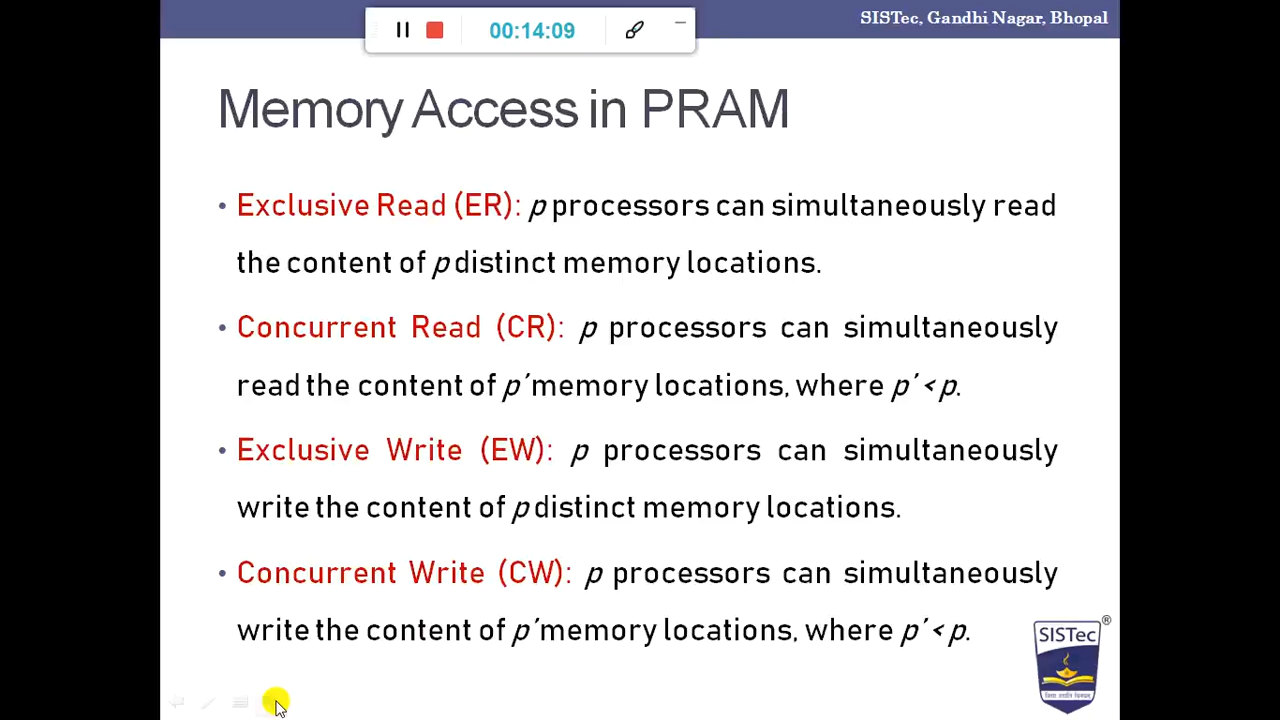 SISTec, Gandhi Nagar, Bhopal
00:14:09
Memory Access in PRAM
• Exclusive Read (ER): p processors can simultaneously read
the content of p distinct memory locations.
• Concurrent Read (CR): p processors can simultaneously
read the content of p′ memory locations, where p′ < p.
• Exclusive Write (EW): p processors can simultaneously
write the content of p distinct memory locations.
• Concurrent Write (CW): p processors can simultaneously
write the content of p′ memory locations, where p′ < p.
SISTec ®